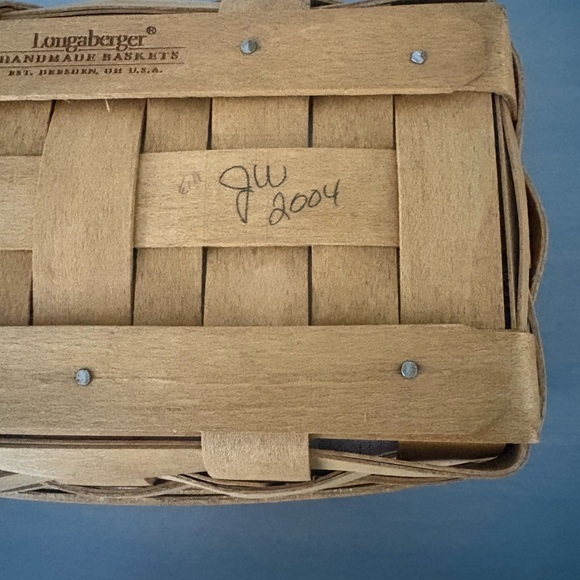 Longaberger®
HANDMADE BASKETS
EST. DRESDEN, OH U.S.A.
JW
2004